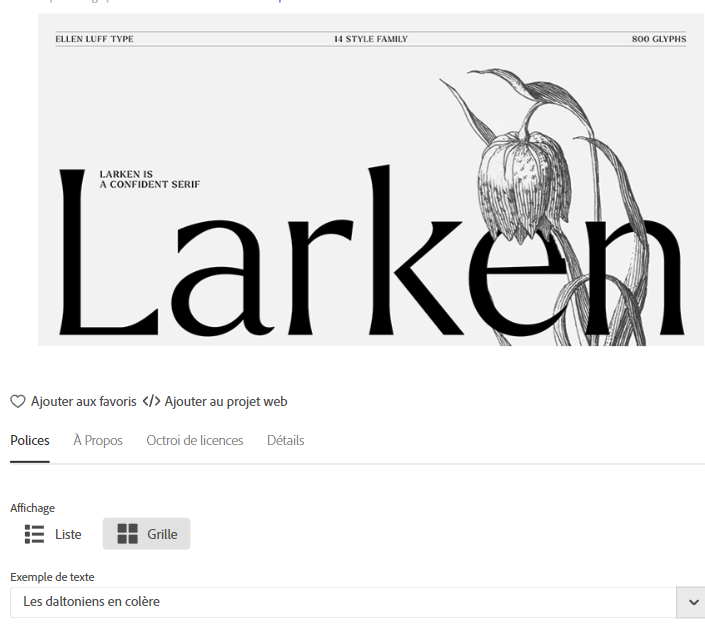 ELLEN LUFF TYPE 14 STYLE FAMILY 800 GLYPHS
LARKEN IS
A CONFIDENT SERIF
Larken
Ajouter aux favoris </> Ajouter au projet web
Polices À Propos Octroi de licences Détails
Affichage
Liste Grille
Exemple de texte
Les daltoniens en colère